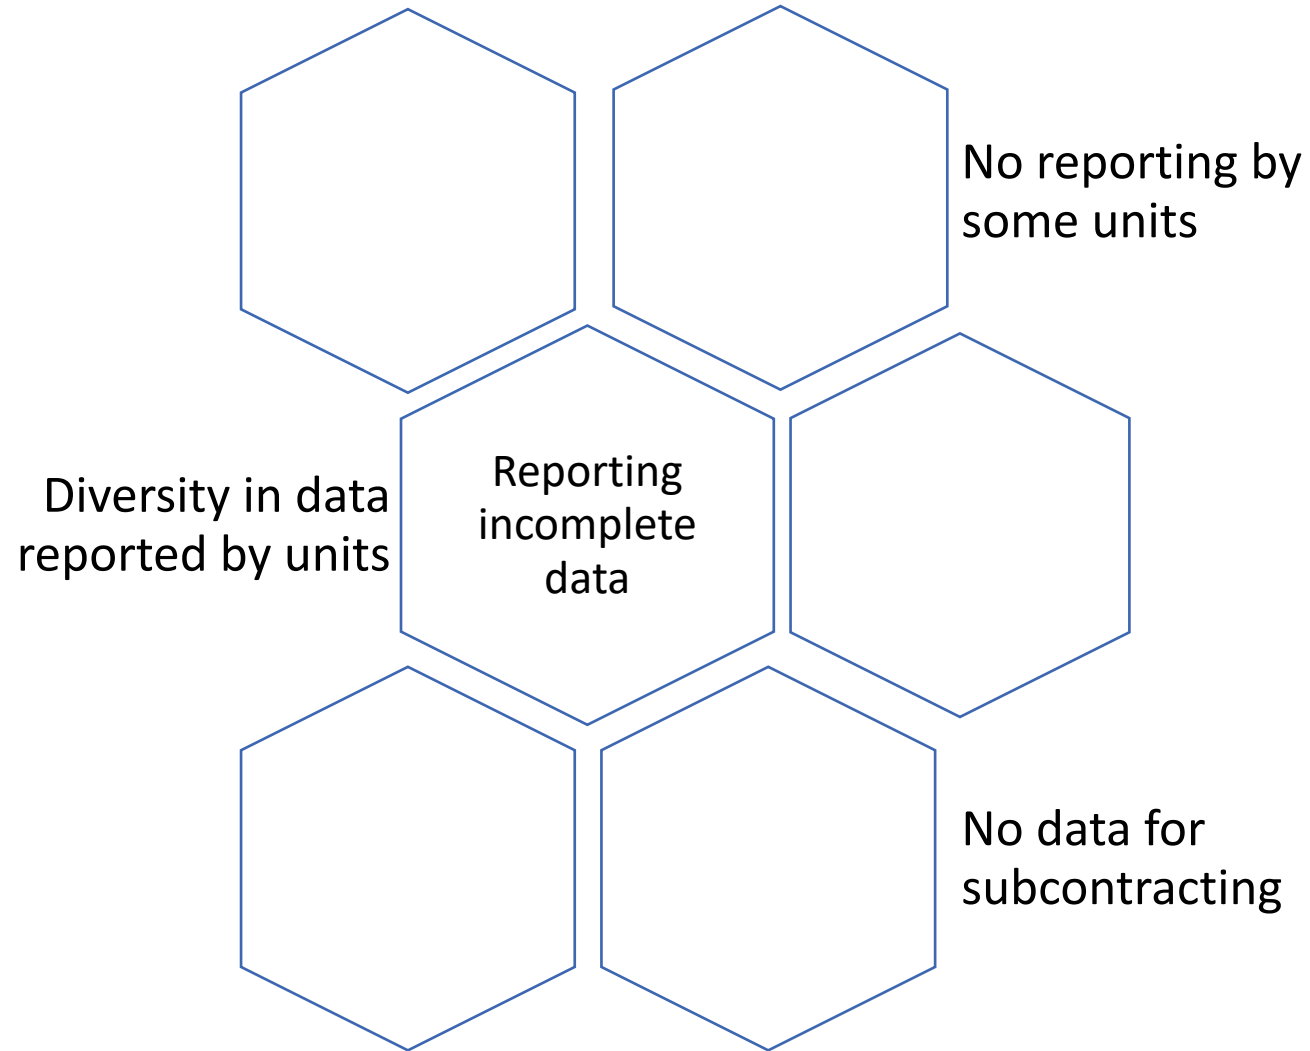 No reporting by
some units
Diversity in data
reported by units
Reporting
incomplete
data
No data for
subcontracting